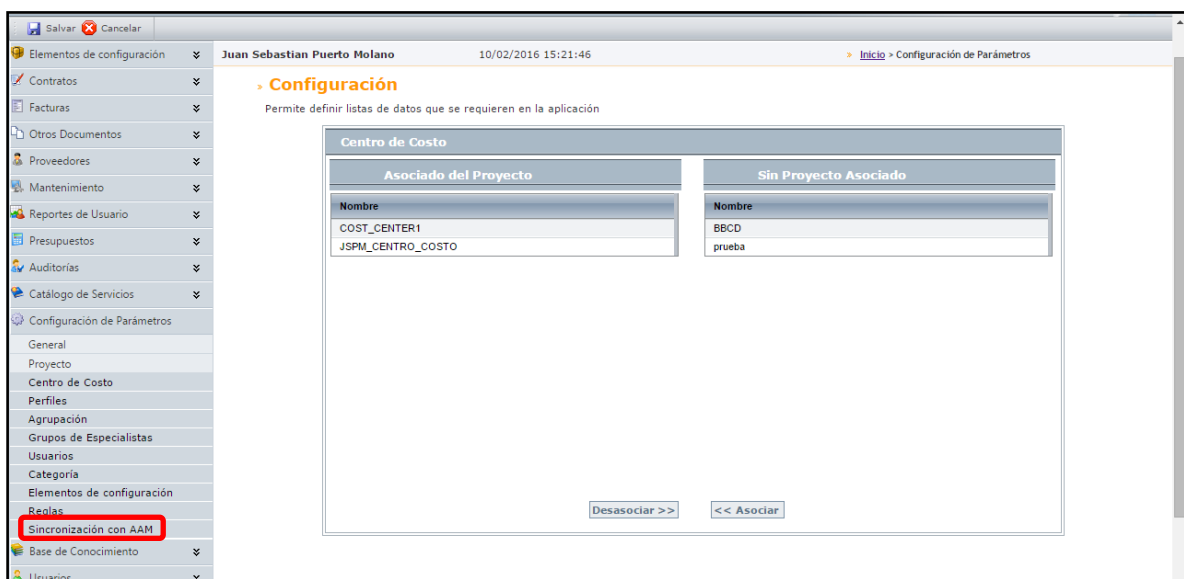 Salvar Cancelar
Elementos de configuración
Contratos
Facturas
Otros Documentos
Proveedores
Mantenimiento
Reportes de Usuario
Presupuestos
Auditorías
Catálogo de Servicios
Configuración de Parámetros
General
Proyecto
Centro de Costo
Perfiles
Agrupación
Grupos de Especialistas
Usuarios
Categoría
Elementos de configuración
Reglas
Sincronización con AAM
Base de Conocimiento
Usuarios
Juan Sebastian Puerto Molano 10/02/2016 15:21:46 » Inicio > Configuración de Parámetros
» Configuración
Permite definir listas de datos que se requieren en la aplicación
Centro de Costo
Asociado del Proyecto
Nombre
COST_CENTER1
JSPM_CENTRO_COSTO
Sin Proyecto Asociado
Nombre
BBCD
prueba
Desasociar >> << Asociar